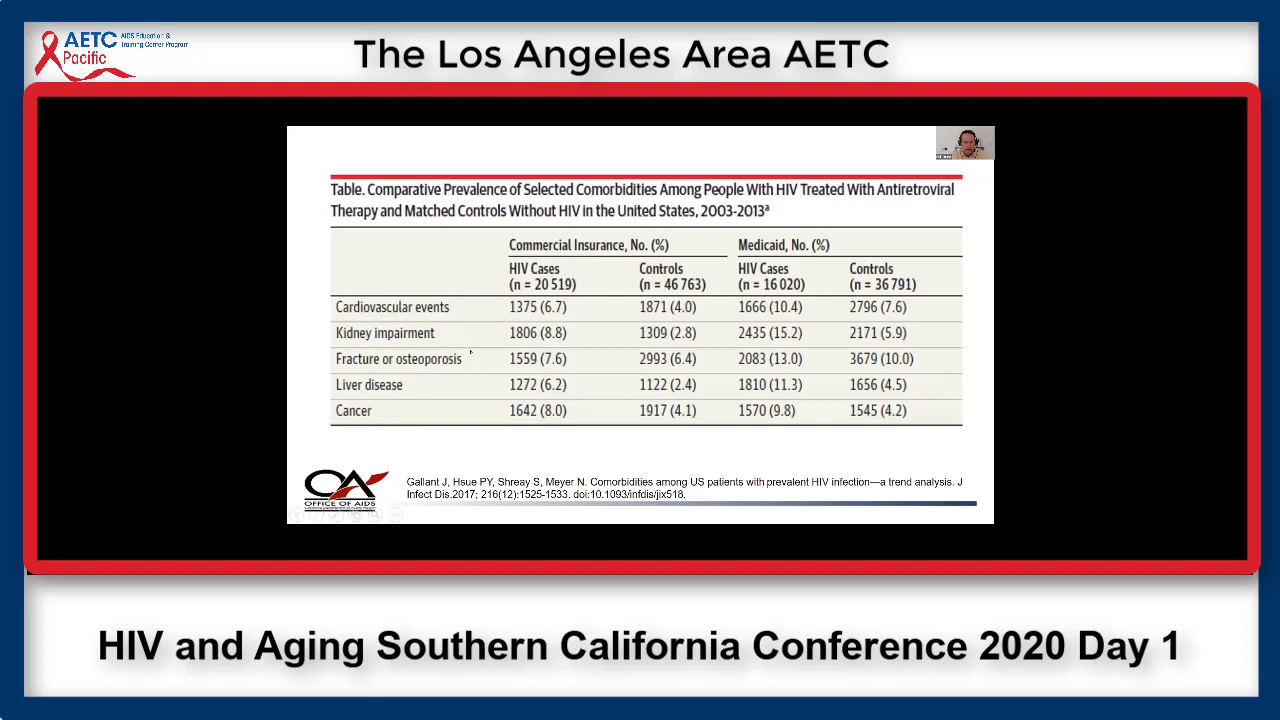 AETC AIDS Education &
Training Center Program
Pacific
The Los Angeles Area AETC
Table. Comparative Prevalence of Selected Comorbidities Among People With HIV Treated With Antiretroviral
Therapy and Matched Controls Without HIV in the United States, 2003-2013a
Commercial Insurance, No. (%) Medicaid, No. (%)
HIV Cases Controls HIV Cases Controls
(n = 20 519) (n = 46 763) (n = 16 020) (n = 36 791)
Cardiovascular events 1375 (6.7) 1871 (4.0) 1666 (10.4) 2796 (7.6)
Kidney impairment 1806 (8.8) 1309 (2.8) 2435 (15.2) 2171 (5.9)
Fracture or osteoporosis 1559 (7.6) 2993 (6.4) 2083 (13.0) 3679 (10.0)
Liver disease 1272 (6.2) 1122 (2.4) 1810 (11.3) 1656 (4.5)
Cancer 1642 (8.0) 1917 (4.1) 1570 (9.8) 1545 (4.2)
OA
OFFICE OF AIDS
Gallant J, Hsue PY, Shreay S, Meyer N. Comorbidities among US patients with prevalent HIV infection—a trend analysis. J
Infect Dis.2017; 216(12):1525-1533. doi:10.1093/infdis/jix518.
HIV and Aging Southern California Conference 2020 Day 1